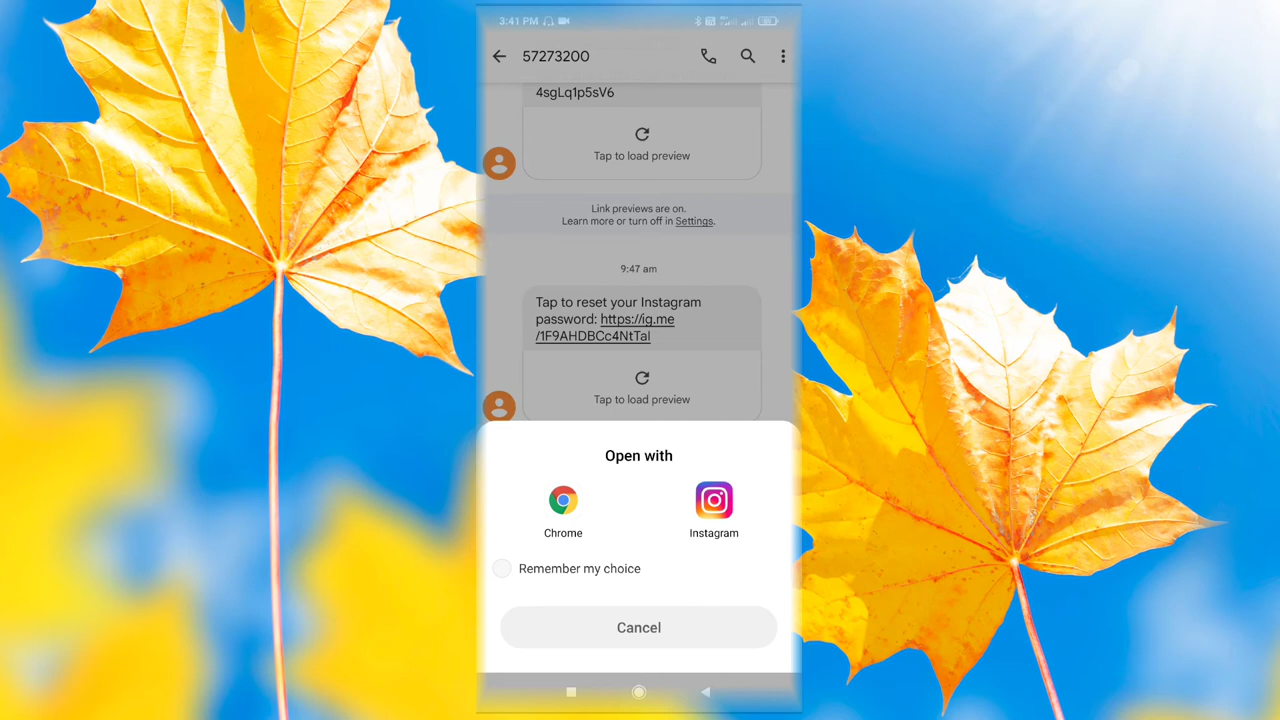 3:41 PM
57273200
4sgLq1p5sV6
Tap to load preview
Link previews are on.
Learn more or turn off in Settings.
9:47 am
Tap to reset your Instagram
password: https://ig.me
/1F9AHDBCc4NtTal
Tap to load preview
Open with
Chrome
Instagram
Remember my choice
Cancel